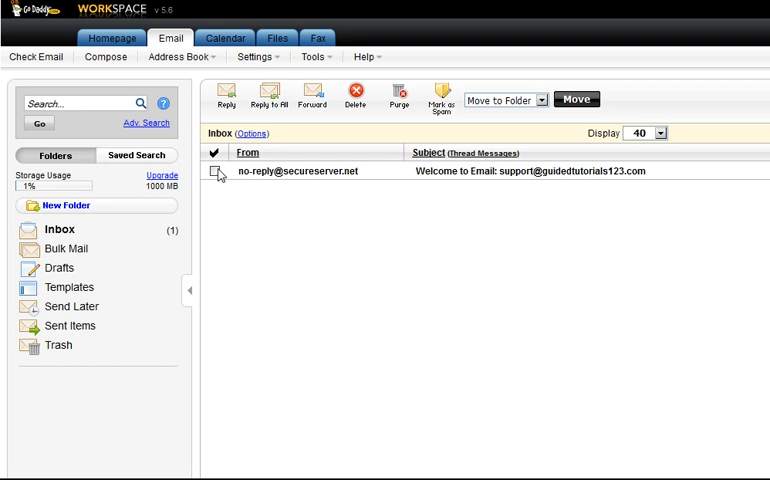 Go Daddy.com WORKSPACE v 5.6
Homepage Email Calendar Files Fax
Check Email Compose Address Book Settings Tools Help
Search... ?
Go Adv. Search
Folders Saved Search
Storage Usage Upgrade
1% 1000 MB
New Folder
Inbox (1)
Bulk Mail
Drafts
Templates
Send Later
Sent Items
Trash
Reply Reply to All Forward Delete Purge Mark as Spam Move to Folder Move
Inbox (Options) Display 40
From Subject (Thread Messages)
no-reply@secureserver.net Welcome to Email: support@guidedtutorials123.com